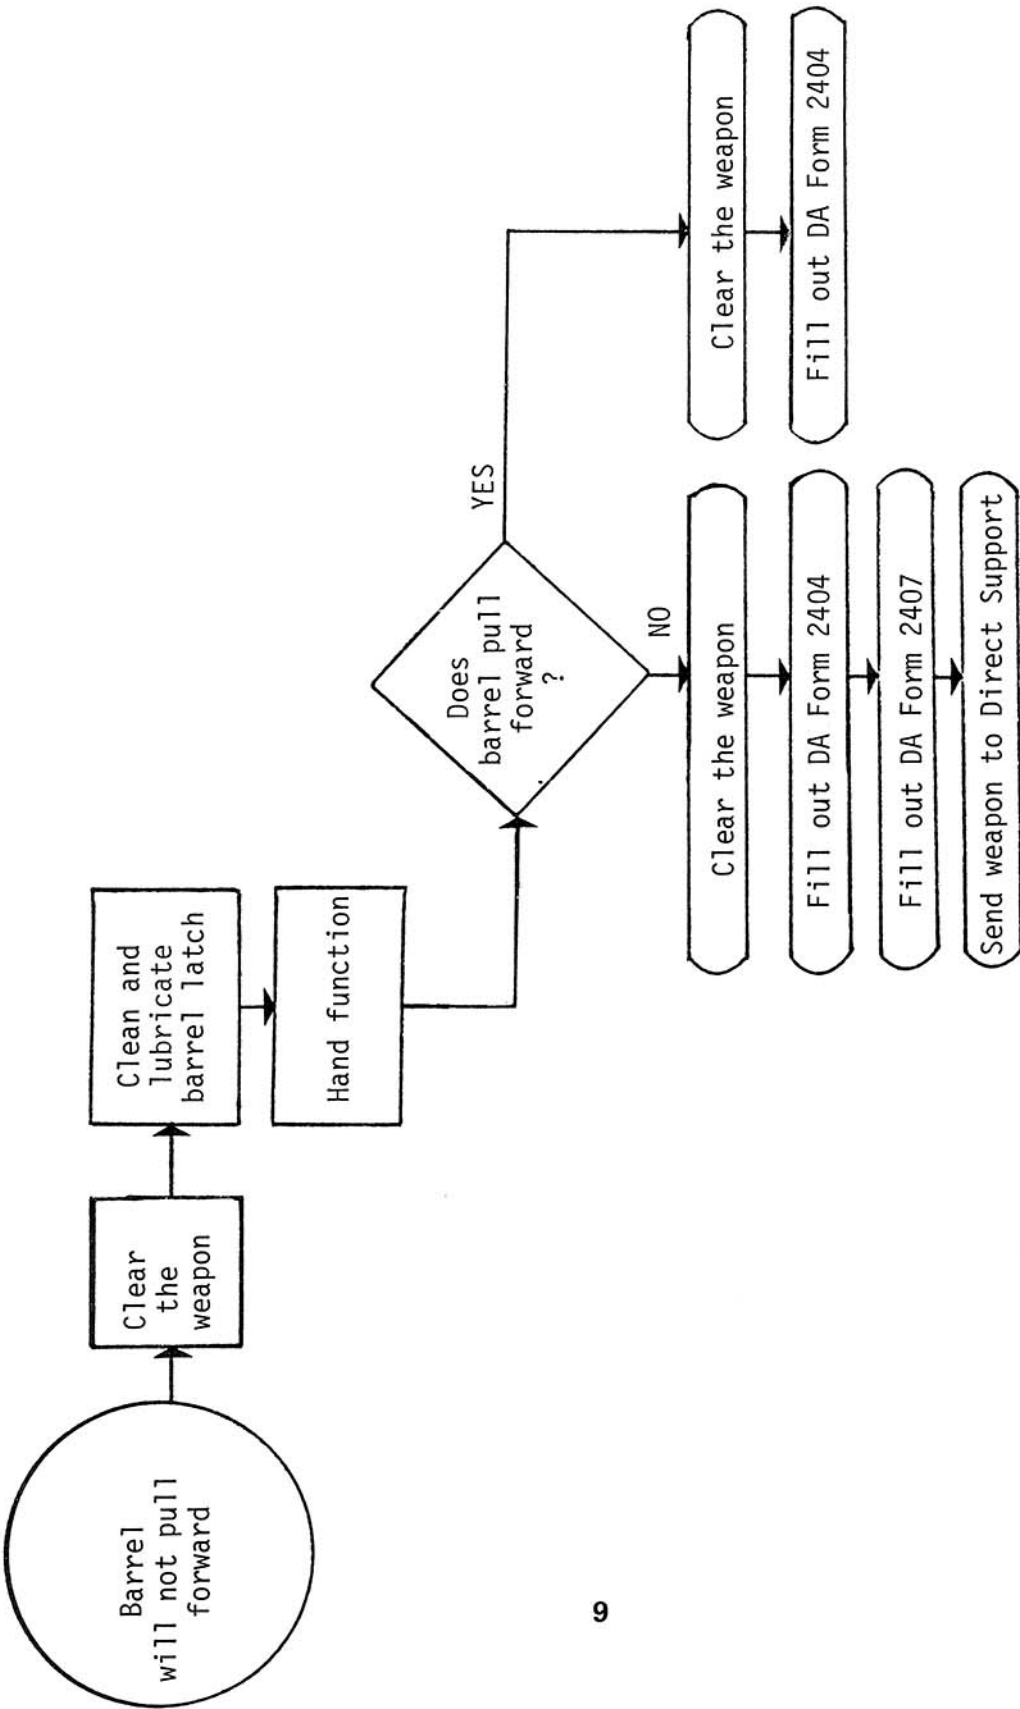 Barrel
will not pull
forward
Clear
the
weapon
Clean and
lubricate
barrel latch
Hand function
Does
barrel pull
forward
?
YES
NO
Clear the weapon
Fill out DA Form 2404
Fill out DA Form 2407
Send weapon to Direct Support
Clear the weapon
Fill out DA Form 2404
9